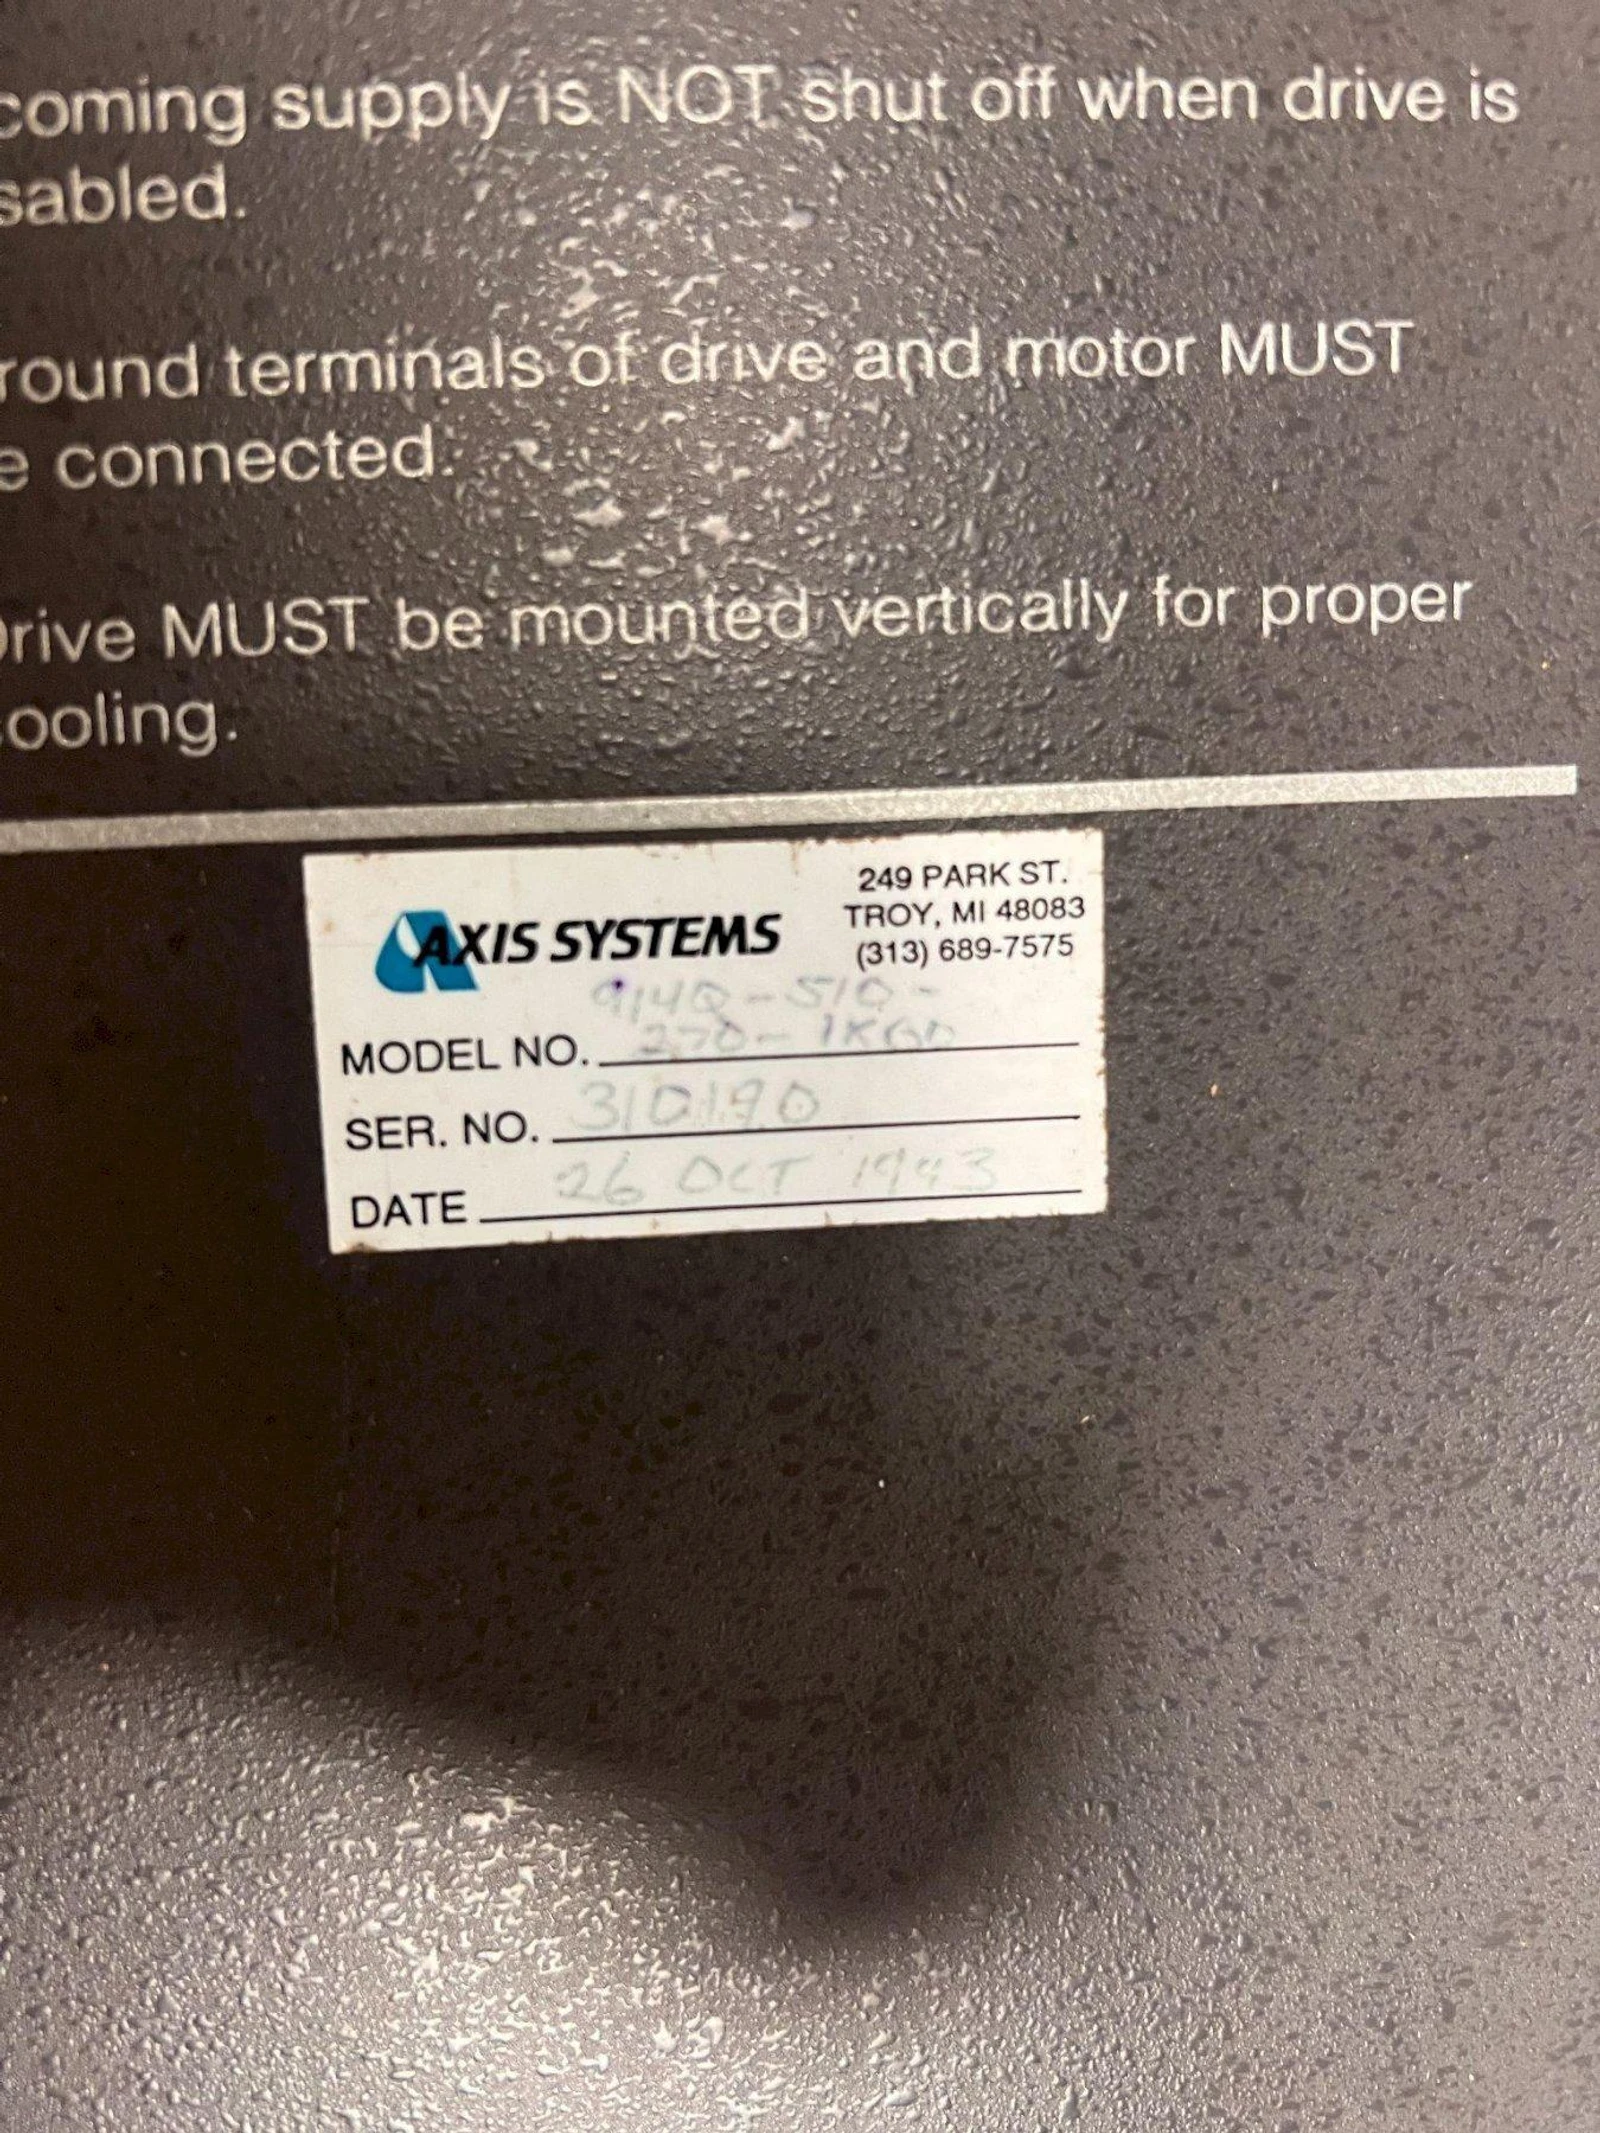 coming supply is NOT shut off when drive is
sabled.
round terminals of drive and motor MUST
e connected.
Drive MUST be mounted vertically for proper
cooling.
AXIS SYSTEMS
249 PARK ST.
TROY, MI 48083
(313) 689-7575
MODEL NO.
SER. NO. 310190
DATE 26 OCT 1993